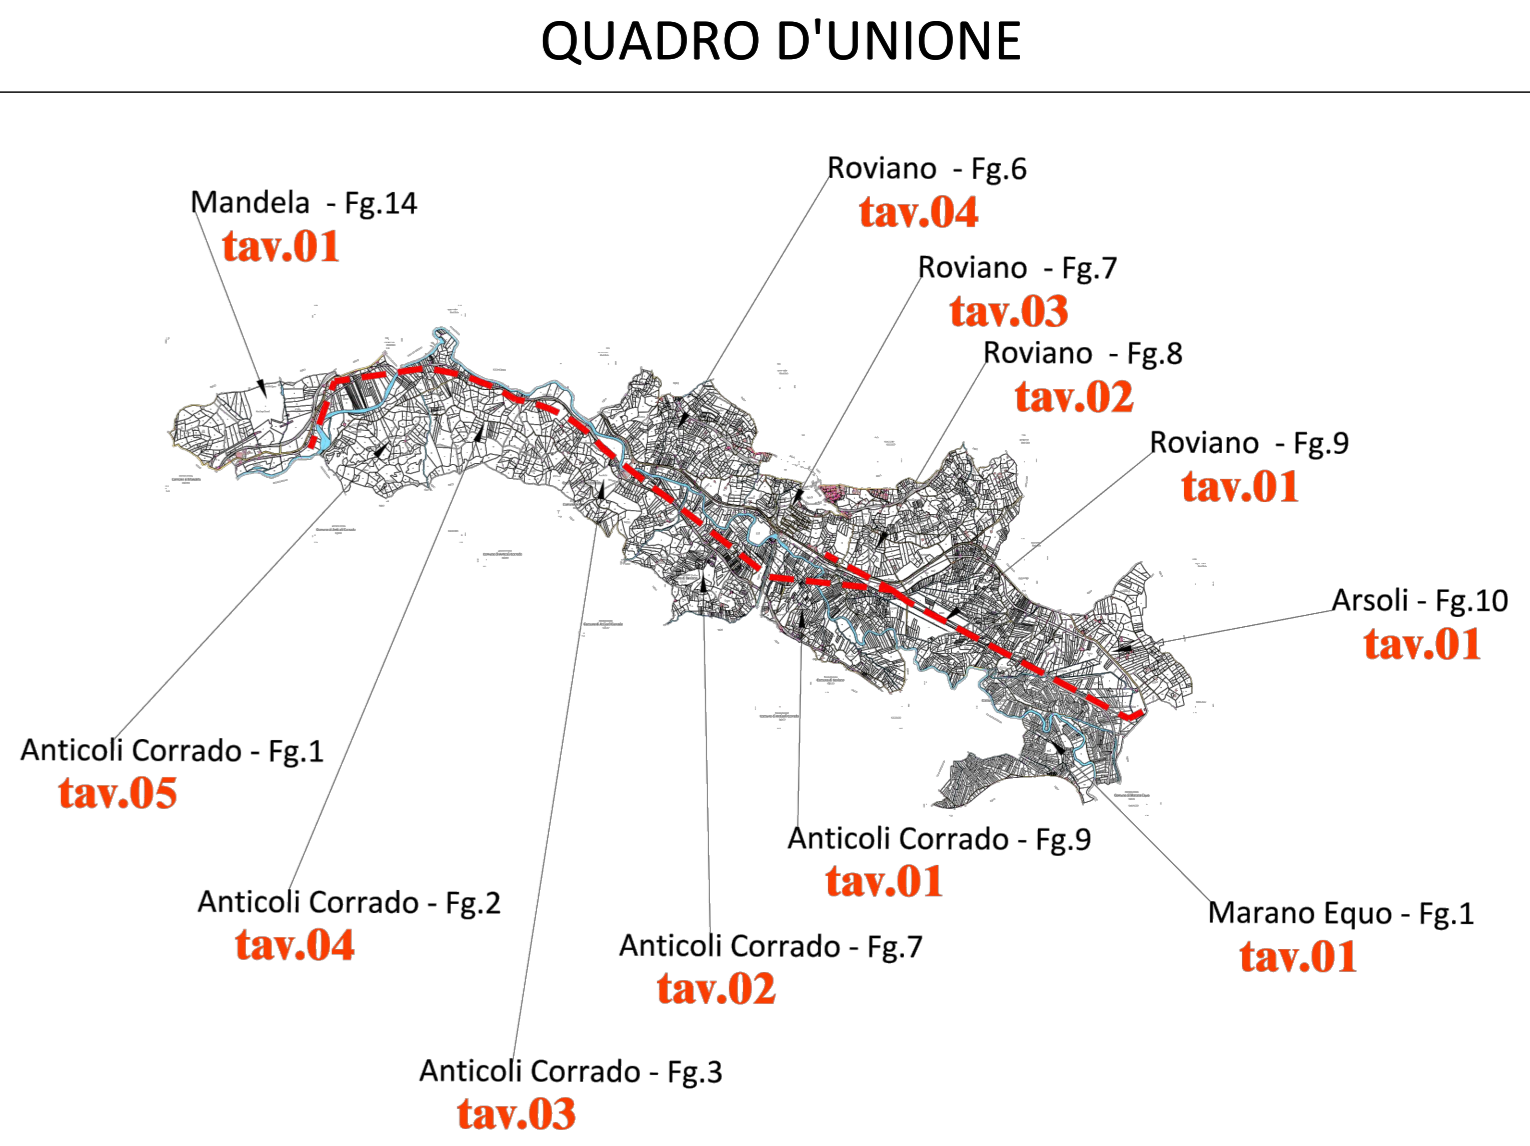 QUADRO D'UNIONE
Roviano - Fg.6
tav.04
Mandela - Fg.14
tav.01
Roviano - Fg.7
tav.03
Roviano - Fg.8
tav.02
Roviano - Fg.9
tav.01
Arsoli - Fg.10
tav.01
Anticoli Corrado - Fg.1
tav.05
Anticoli Corrado - Fg.9
tav.01
Anticoli Corrado - Fg.2
tav.04
Marano Equo - Fg.1
tav.01
Anticoli Corrado - Fg.7
tav.02
Anticoli Corrado - Fg.3
tav.03